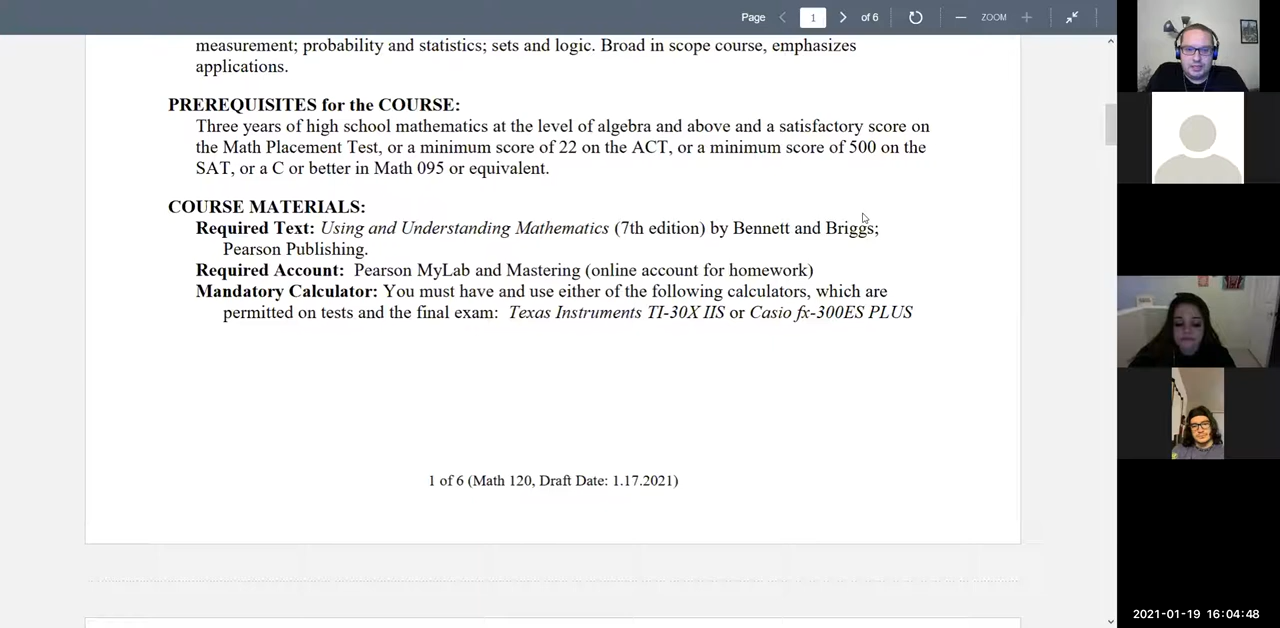 Page 1 of 6 ZOOM
measurement; probability and statistics; sets and logic. Broad in scope course, emphasizes
applications.
PREREQUISITES for the COURSE:
Three years of high school mathematics at the level of algebra and above and a satisfactory score on
the Math Placement Test, or a minimum score of 22 on the ACT, or a minimum score of 500 on the
SAT, or a C or better in Math 095 or equivalent.
COURSE MATERIALS:
Required Text: Using and Understanding Mathematics (7th edition) by Bennett and Briggs;
Pearson Publishing.
Required Account: Pearson MyLab and Mastering (online account for homework)
Mandatory Calculator: You must have and use either of the following calculators, which are
permitted on tests and the final exam: Texas Instruments TI-30X IIS or Casio fx-300ES PLUS
1 of 6 (Math 120, Draft Date: 1.17.2021)
2021-01-19 16:04:48